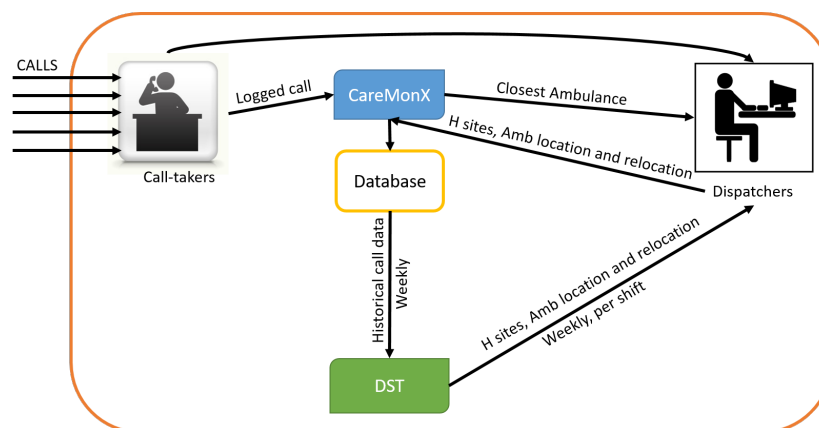 CALLS
Call-takers
Logged call
CareMonX
Closest Ambulance
H sites, Amb location and relocation
Dispatchers
Database
Historical call data
Weekly
H sites, Amb location and relocation
Weekly, per shift
DST